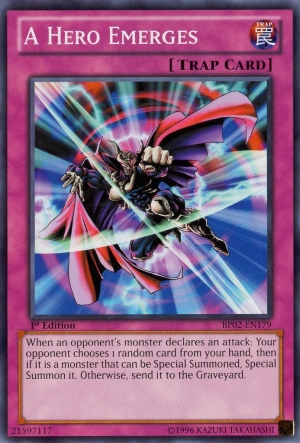 A Hero Emerges
TRAP
罠
[Trap Card]
1st Edition
BP02-EN179
When an opponent's monster declares an attack: Your
opponent chooses 1 random card from your hand, then
if it is a monster that can be Special Summoned, Special
Summon it. Otherwise, send it to the Graveyard.
21597117
©1996 KAZUKI TAKAHASHI